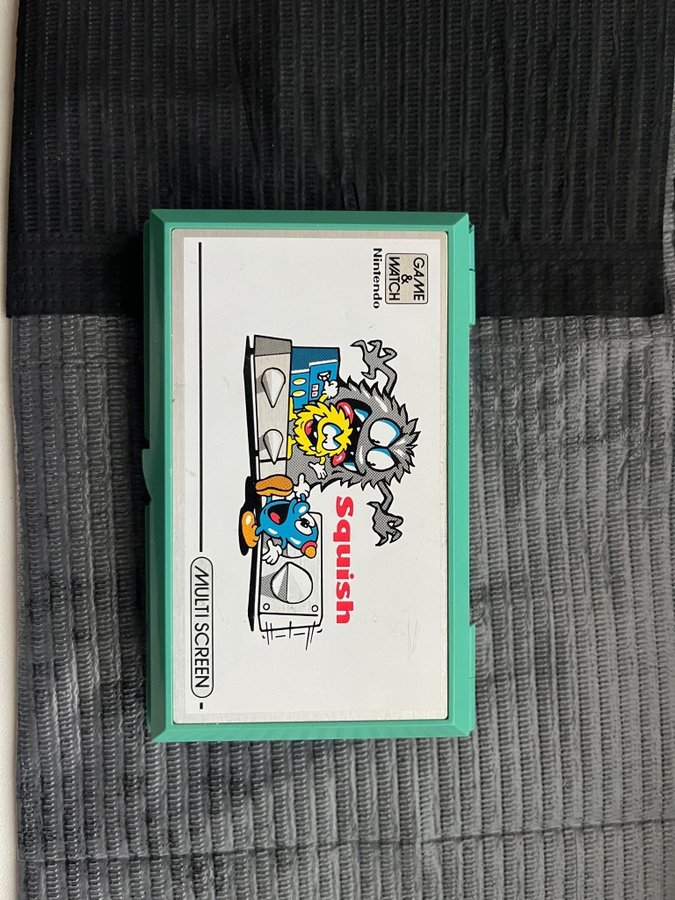 GAME
&
WATCH
Nintendo
Squish
MULTI SCREEN